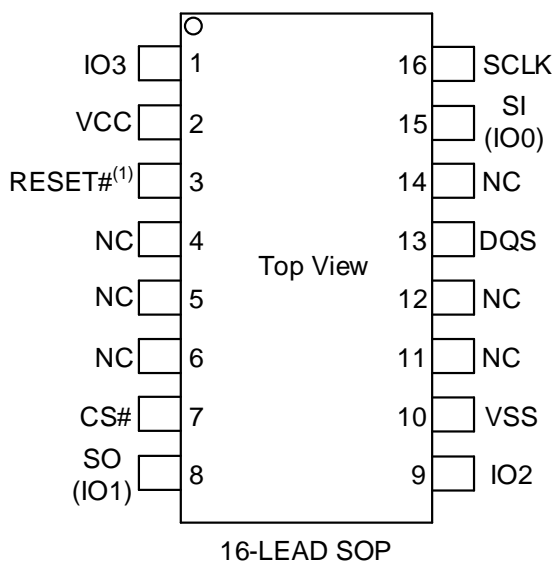 IO3 1 16 SCLK
VCC 2 15 SI
(IO0)
RESET#(1) 3 14 NC
NC 4 13 DQS
Top View
NC 5 12 NC
NC 6 11 NC
CS# 7 10 VSS
SO
(IO1) 8 9 IO2
16-LEAD SOP